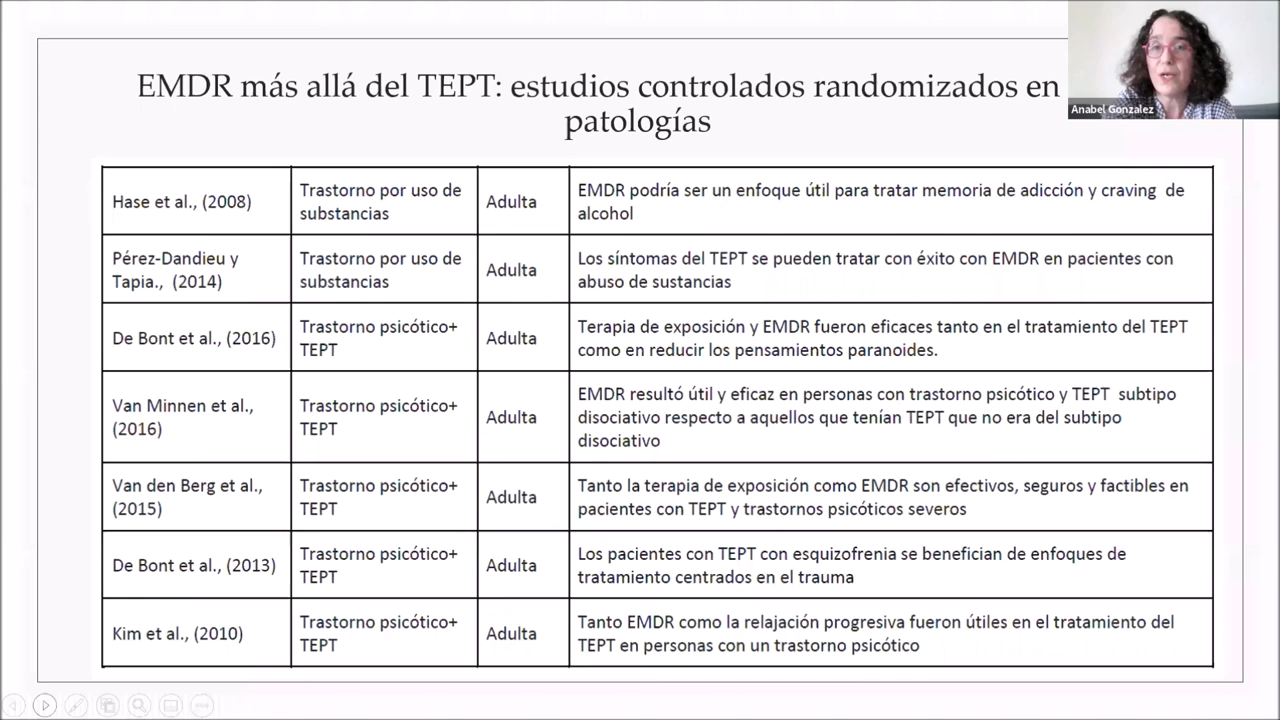 EMDR más allá del TEPT: estudios controlados randomizados en
patologías
Anabel Gonzalez
Hase et al., (2008)
Trastorno por uso de
substancias
Adulta
EMDR podría ser un enfoque útil para tratar memoria de adicción y craving de
alcohol
Pérez-Dandieu y
Tapia., (2014)
Trastorno por uso de
substancias
Adulta
Los síntomas del TEPT se pueden tratar con éxito con EMDR en pacientes con
abuso de sustancias
De Bont et al., (2016)
Trastorno psicótico+
TEPT
Adulta
Terapia de exposición y EMDR fueron eficaces tanto en el tratamiento del TEPT
como en reducir los pensamientos paranoides.
Van Minnen et al.,
(2016)
Trastorno psicótico+
TEPT
Adulta
EMDR resultó útil y eficaz en personas con trastorno psicótico y TEPT subtipo
disociativo respecto a aquellos que tenían TEPT que no era del subtipo
disociativo
Van den Berg et al.,
(2015)
Trastorno psicótico+
TEPT
Adulta
Tanto la terapia de exposición como EMDR son efectivos, seguros y factibles en
pacientes con TEPT y trastornos psicóticos severos
De Bont et al., (2013)
Trastorno psicótico+
TEPT
Adulta
Los pacientes con TEPT con esquizofrenia se benefician de enfoques de
tratamiento centrados en el trauma
Kim et al., (2010)
Trastorno psicótico+
TEPT
Adulta
Tanto EMDR como la relajación progresiva fueron útiles en el tratamiento del
TEPT en personas con un trastorno psicótico